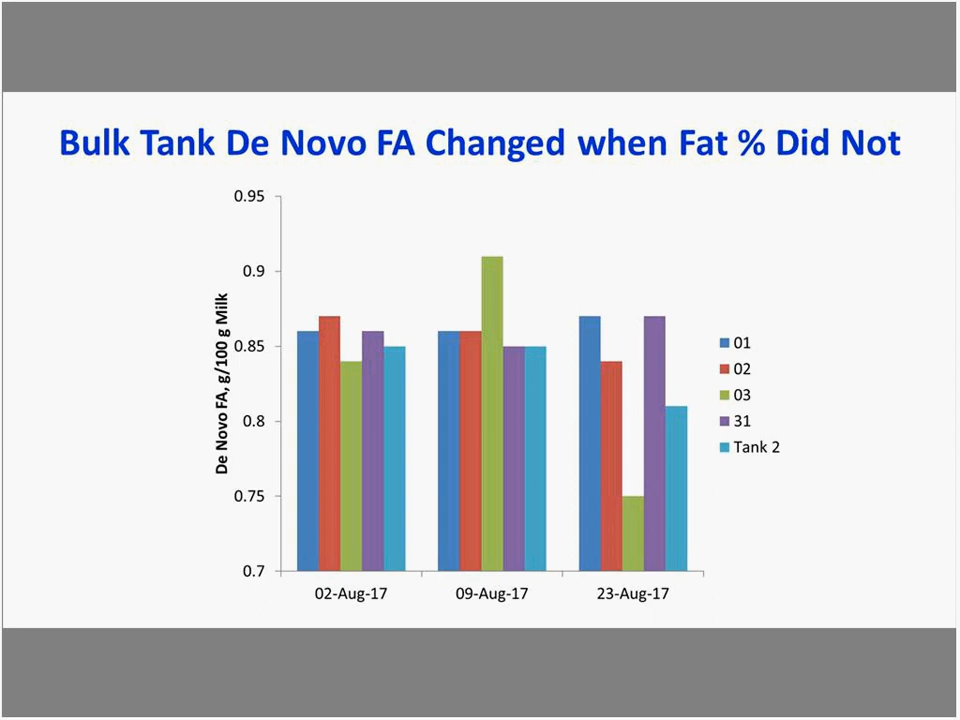 Bulk Tank De Novo FA Changed when Fat % Did Not
0.95
0.9
0.85
0.8
0.75
0.7
De Novo FA, g/100 g Milk
02-Aug-17
09-Aug-17
23-Aug-17
01
02
03
31
Tank 2